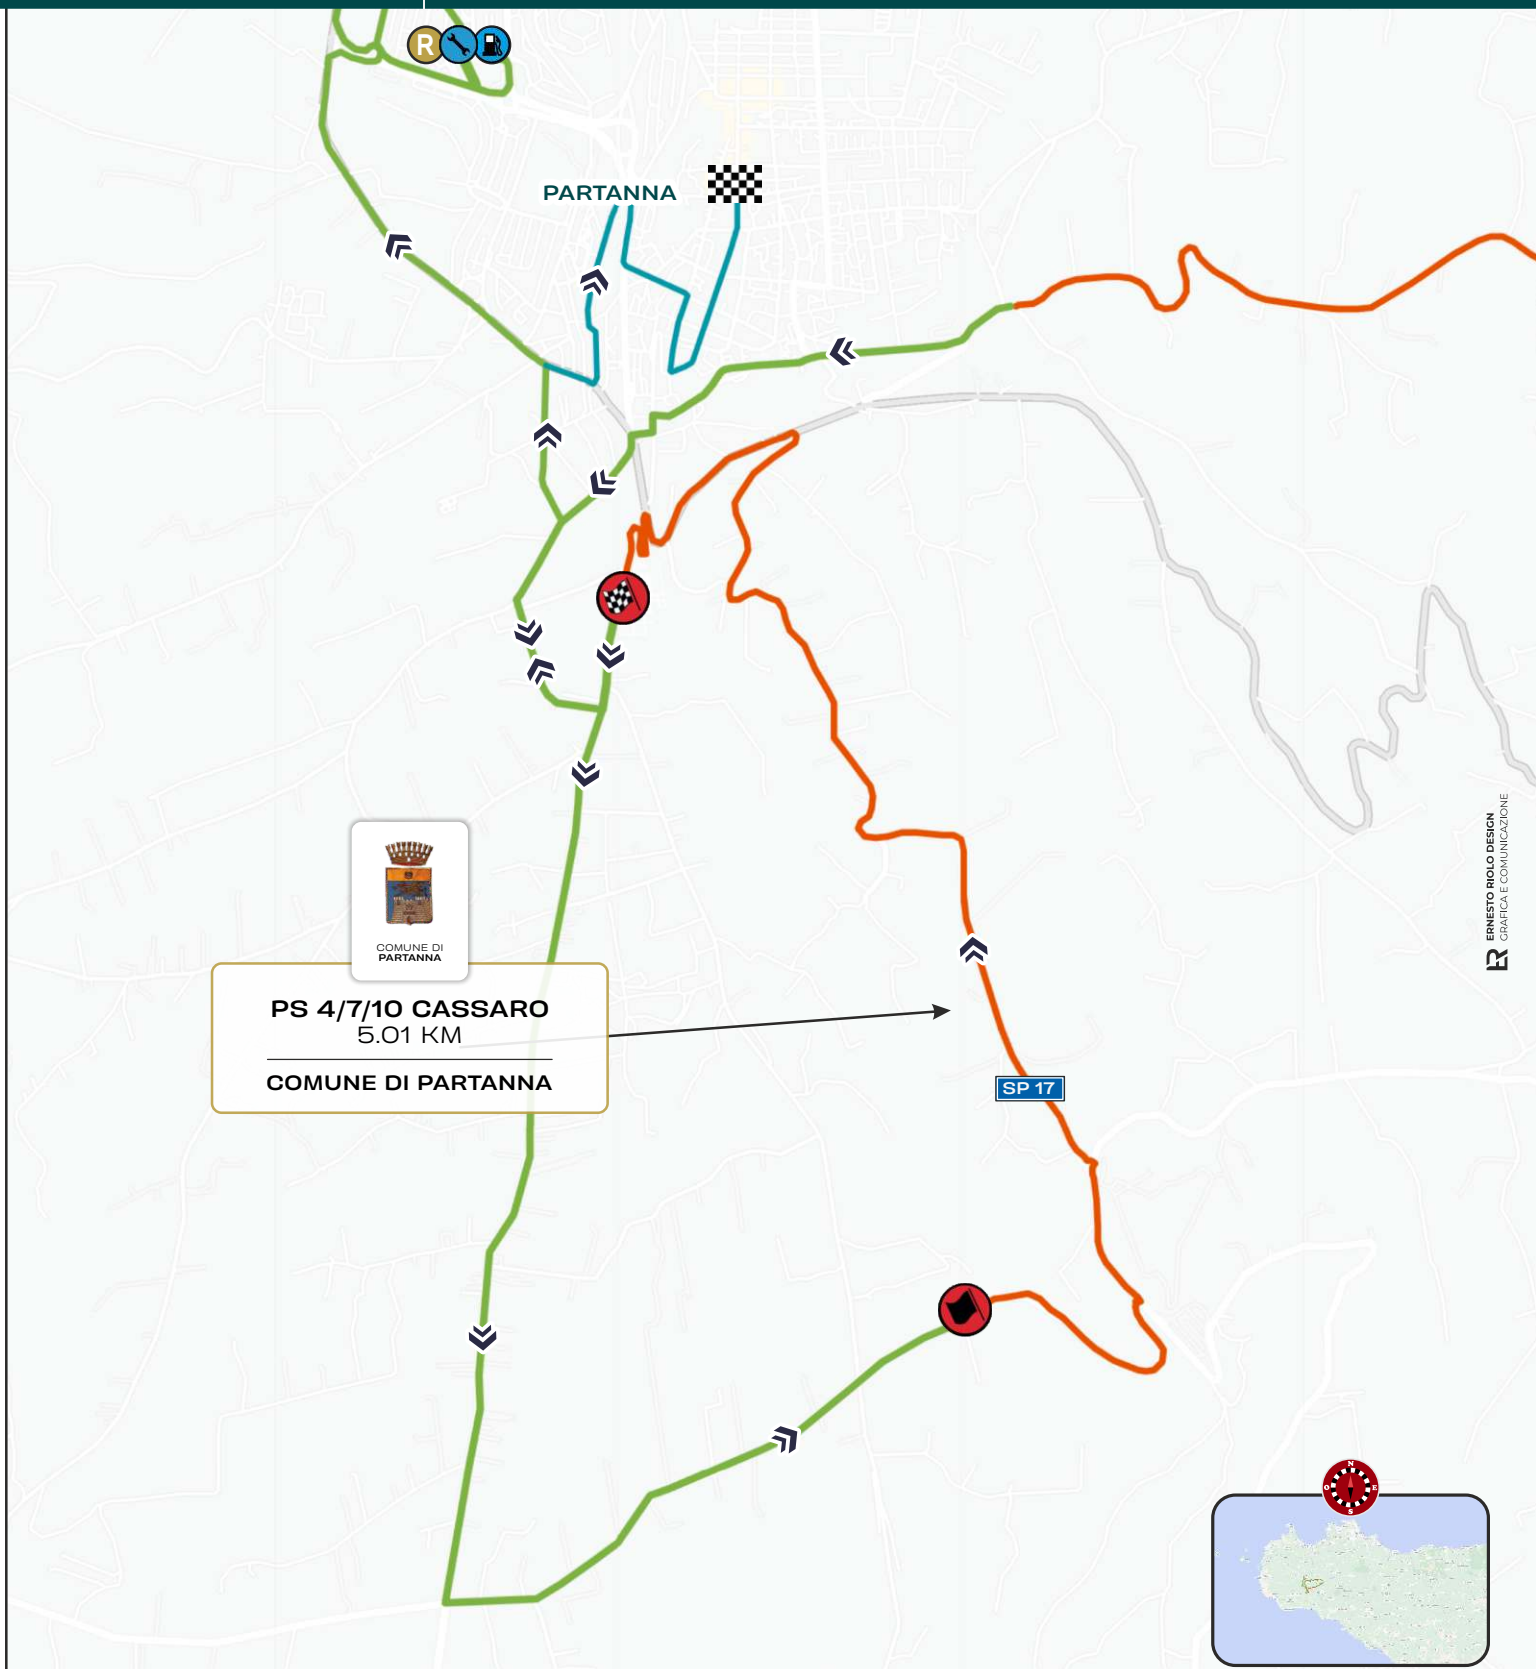 R
PARTANNA
COMUNE DI
PARTANNA
PS 4/7/10 CASSARO
5.01 KM
COMUNE DI PARTANNA
SP 17
ER ERNESTO RIOLO DESIGN
GRAFICA E COMUNICAZIONE
N
O E
S